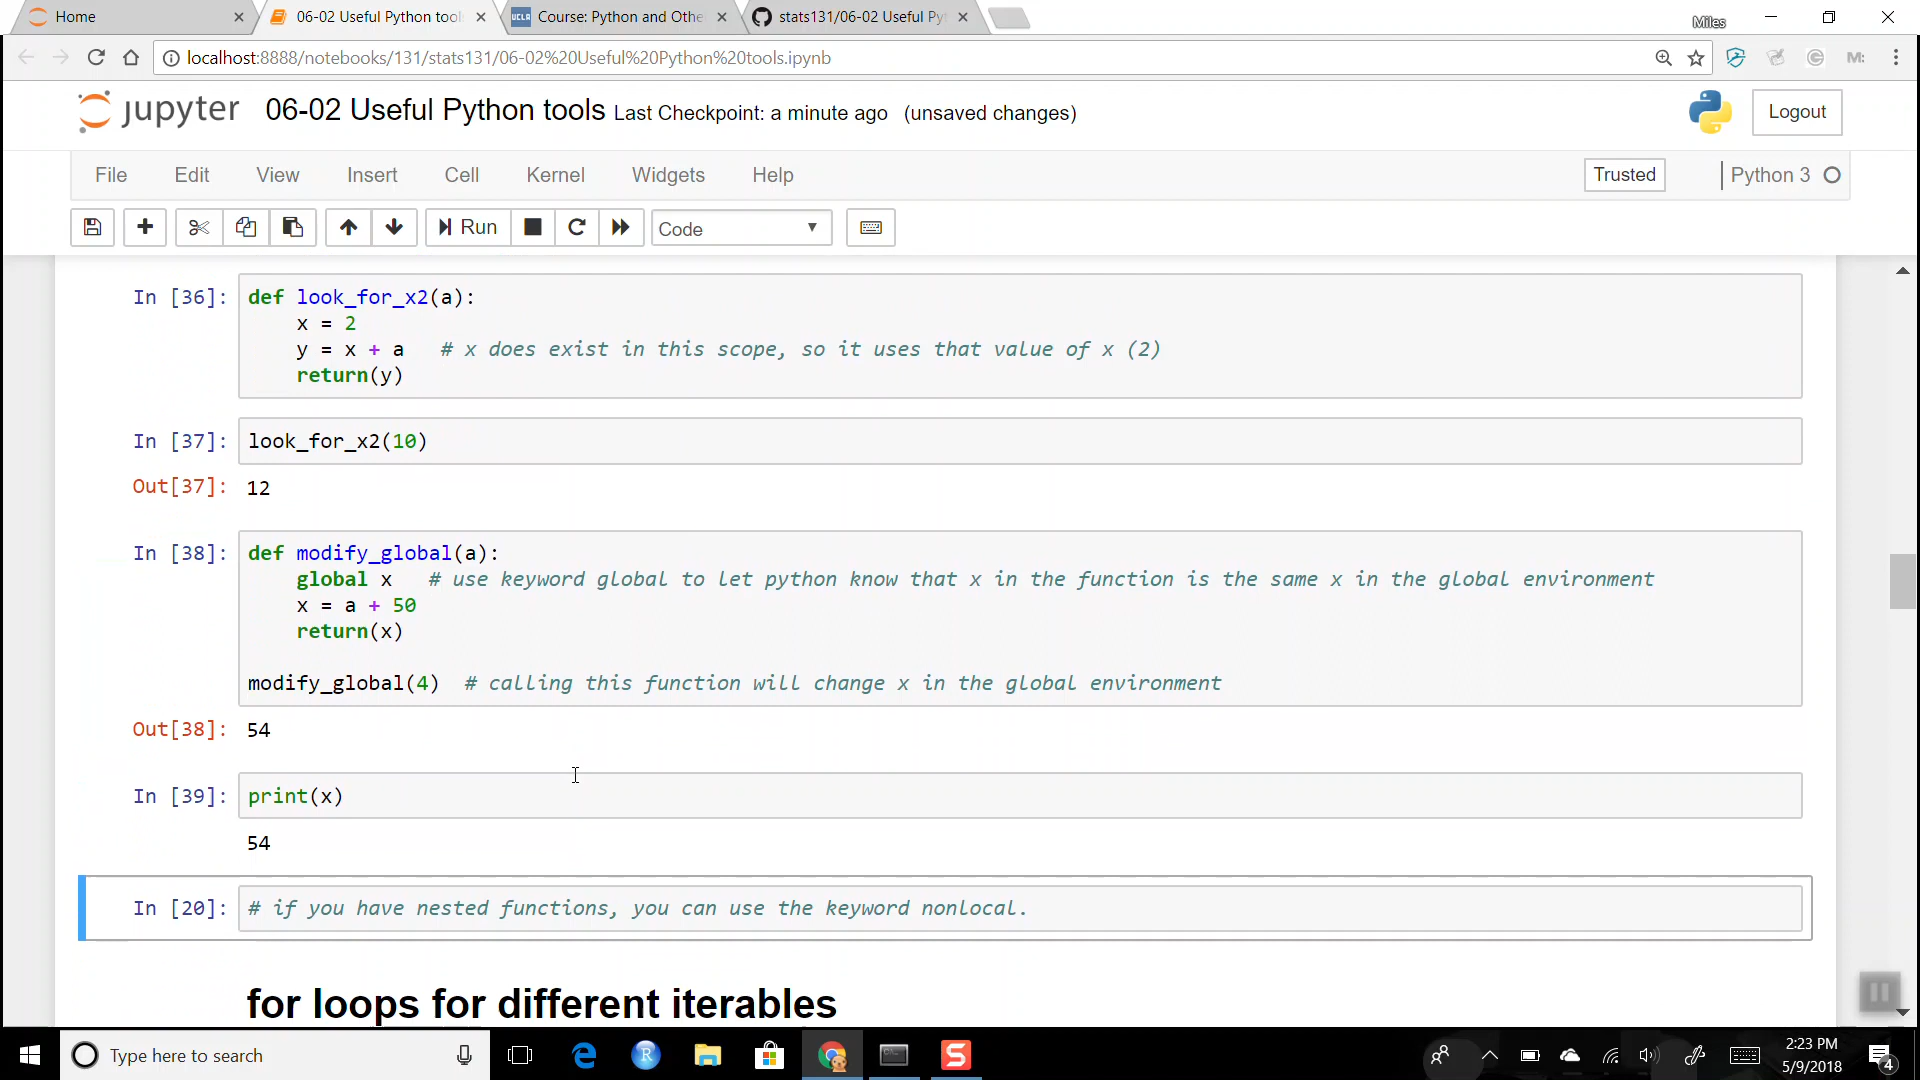 Home
06-02 Useful Python tool
Course: Python and Othe
stats131/06-02 Useful Py
Miles
localhost:8888/notebooks/131/stats131/06-02%20Useful%20Python%20tools.ipynb
jupyter 06-02 Useful Python tools Last Checkpoint: a minute ago (unsaved changes)
Logout
File Edit View Insert Cell Kernel Widgets Help
Trusted
Python 3
Run
Code
In [36]: def look_for_x2(a):
x = 2
y = x + a # x does exist in this scope, so it uses that value of x (2)
return(y)
In [37]: look_for_x2(10)
Out[37]: 12
In [38]: def modify_global(a):
global x # use keyword global to let python know that x in the function is the same x in the global environment
x = a + 50
return(x)
modify_global(4) # calling this function will change x in the global environment
Out[38]: 54
In [39]: print(x)
54
In [20]: # if you have nested functions, you can use the keyword nonlocal.
for loops for different iterables
Type here to search
2:23 PM
5/9/2018
4